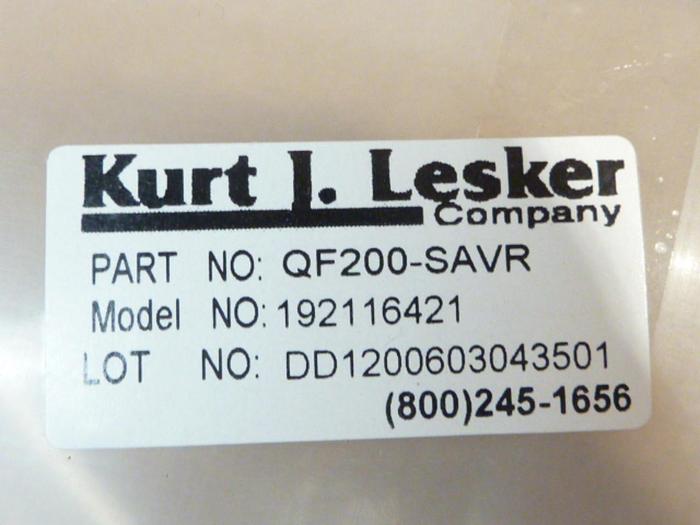 Kurt J. Lesker
Company
PART NO: QF200-SAVR
Model NO: 192116421
LOT NO: DD1200603043501
(800)245-1656